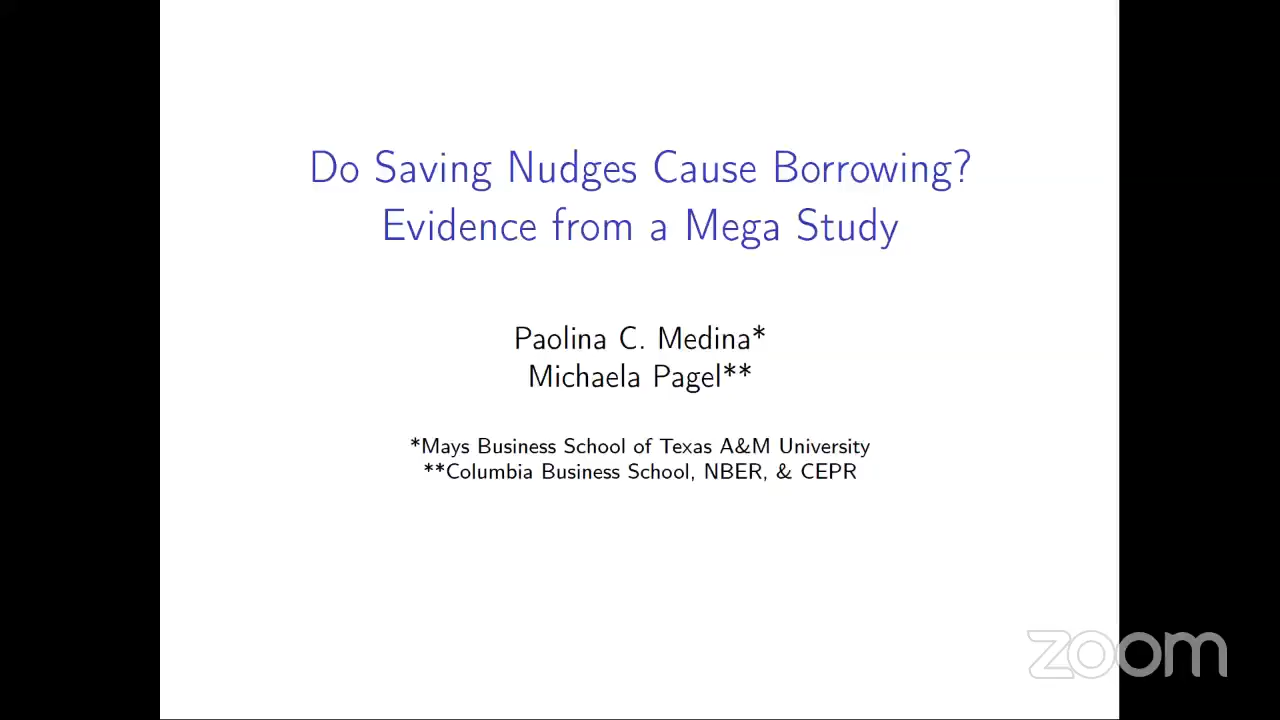 Do Saving Nudges Cause Borrowing?
Evidence from a Mega Study
Paolina C. Medina*
Michaela Pagel**
*Mays Business School of Texas A&M University
**Columbia Business School, NBER, & CEPR
zoom